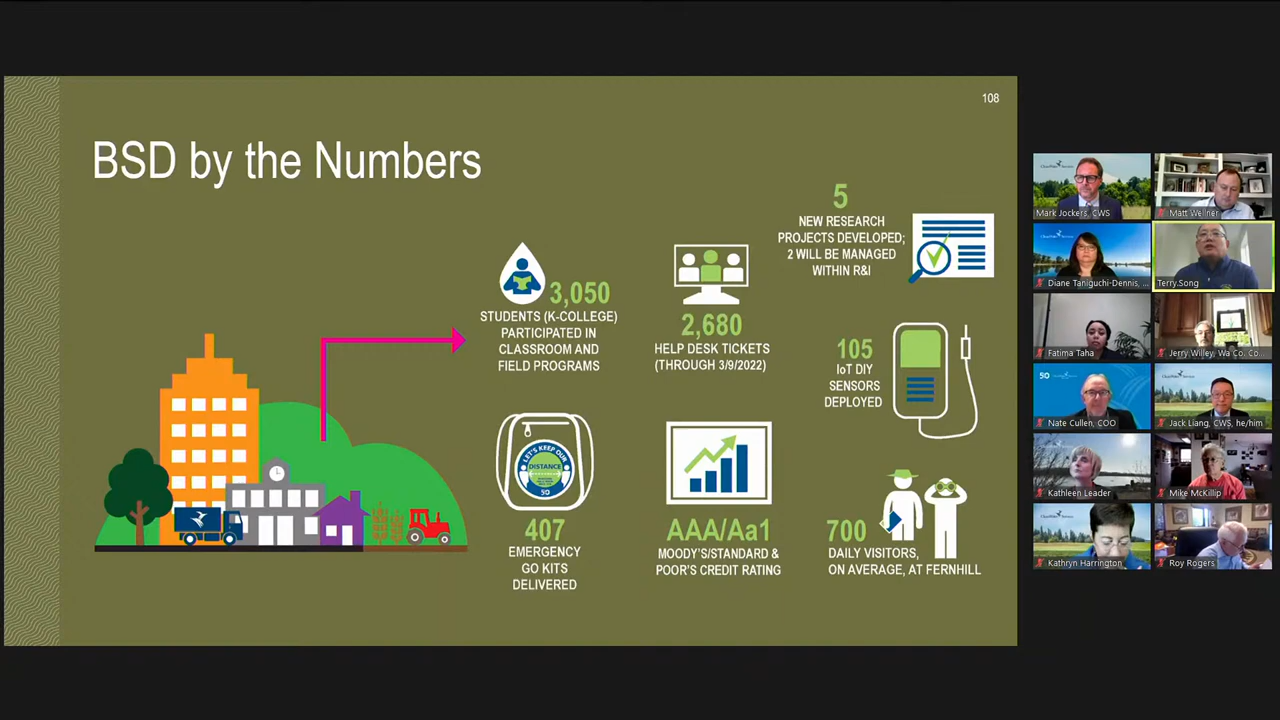 108
BSD by the Numbers
3,050
STUDENTS (K-COLLEGE)
PARTICIPATED IN
CLASSROOM AND
FIELD PROGRAMS
2,680
HELP DESK TICKETS
(THROUGH 3/9/2022)
5
NEW RESEARCH
PROJECTS DEVELOPED;
2 WILL BE MANAGED
WITHIN R&I
105
IoT DIY
SENSORS
DEPLOYED
LET'S KEEP OUR
DISTANCE
50
407
EMERGENCY
GO KITS
DELIVERED
AAA/Aa1
MOODY'S/STANDARD &
POOR'S CREDIT RATING
700
DAILY VISITORS,
ON AVERAGE, AT FERNHILL
Mark Jockers, CWS
Matt Wellner
Diane Taniguchi-Dennis, ...
Terry.Song
Fatima Taha
Jerry Willey, Wa Co. Co...
50
Nate Cullen, COO
Jack Liang, CWS, he/him
Kathleen Leader
Mike McKillip
Kathryn Harrington
Roy Rogers